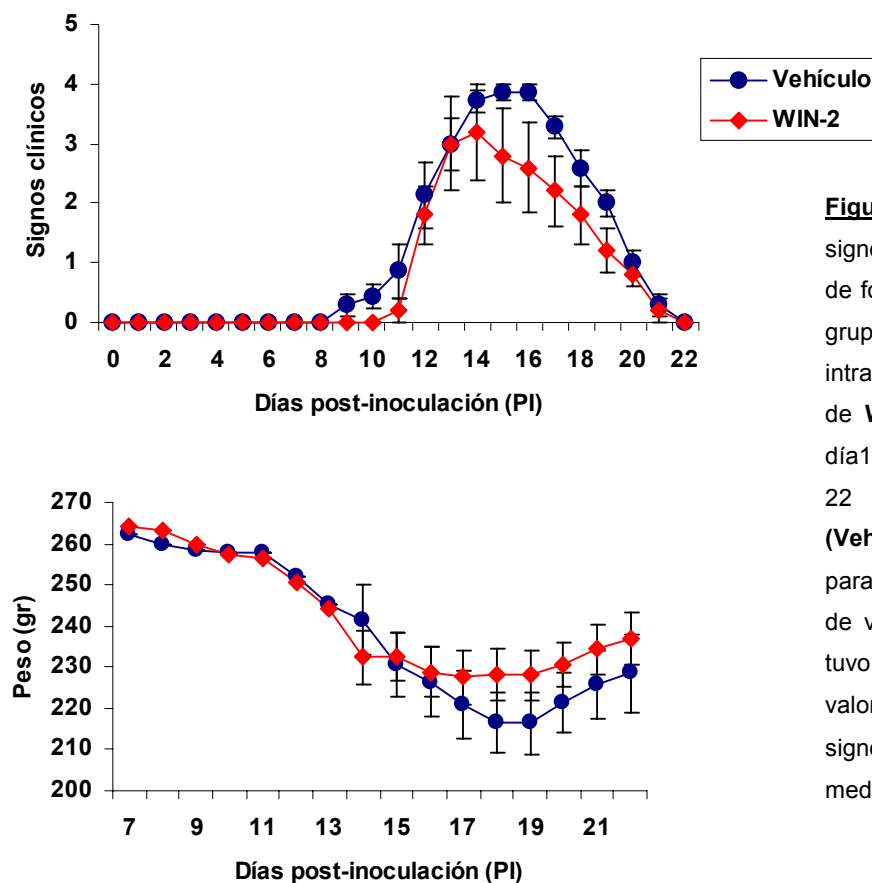 5
4
3
2
1
0
Signos clínicos
0 2 4 6 8 10 12 14 16 18 20 22
Días post-inoculación (PI)
Vehículo
WIN-2
270
260
250
240
230
220
210
200
Peso (gr)
7 9 11 13 15 17 19 21
Días post-inoculación (PI)
Figu
signo
de fo
grup
intra
de W
día1
22
(Veh
para
de v
tuvo
valor
signo
med